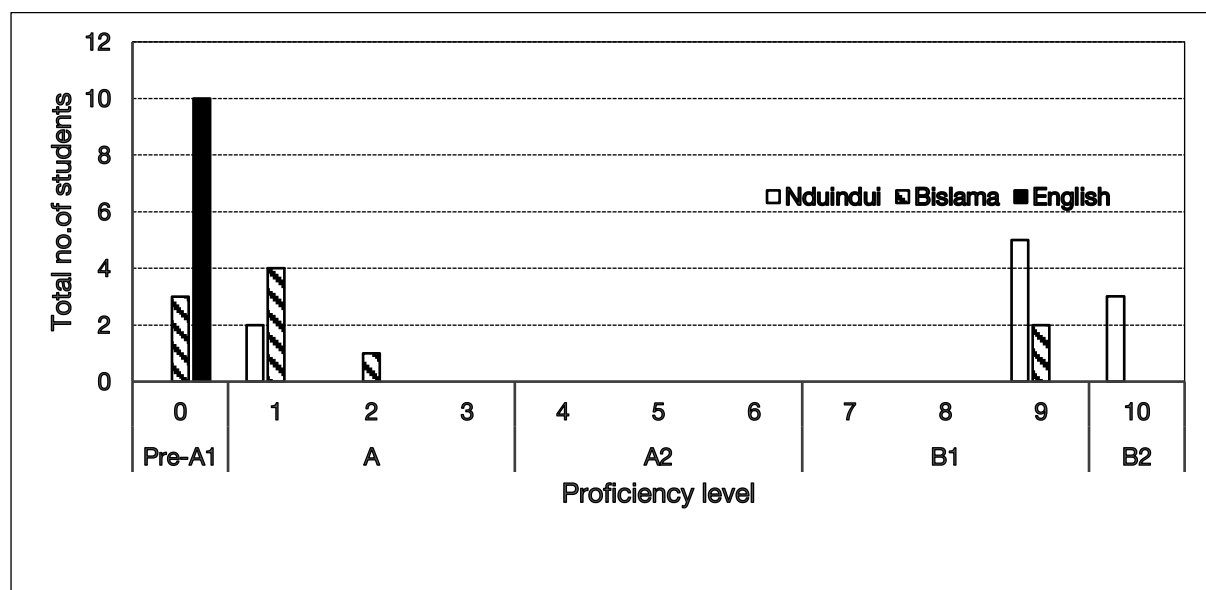 12
10
8
6
4
2
0
Total no.of students
Nduindui Bislama English
0 1 2 3 4 5 6 7 8 9 10
Pre-A1 A A2 B1 B2
Proficiency level